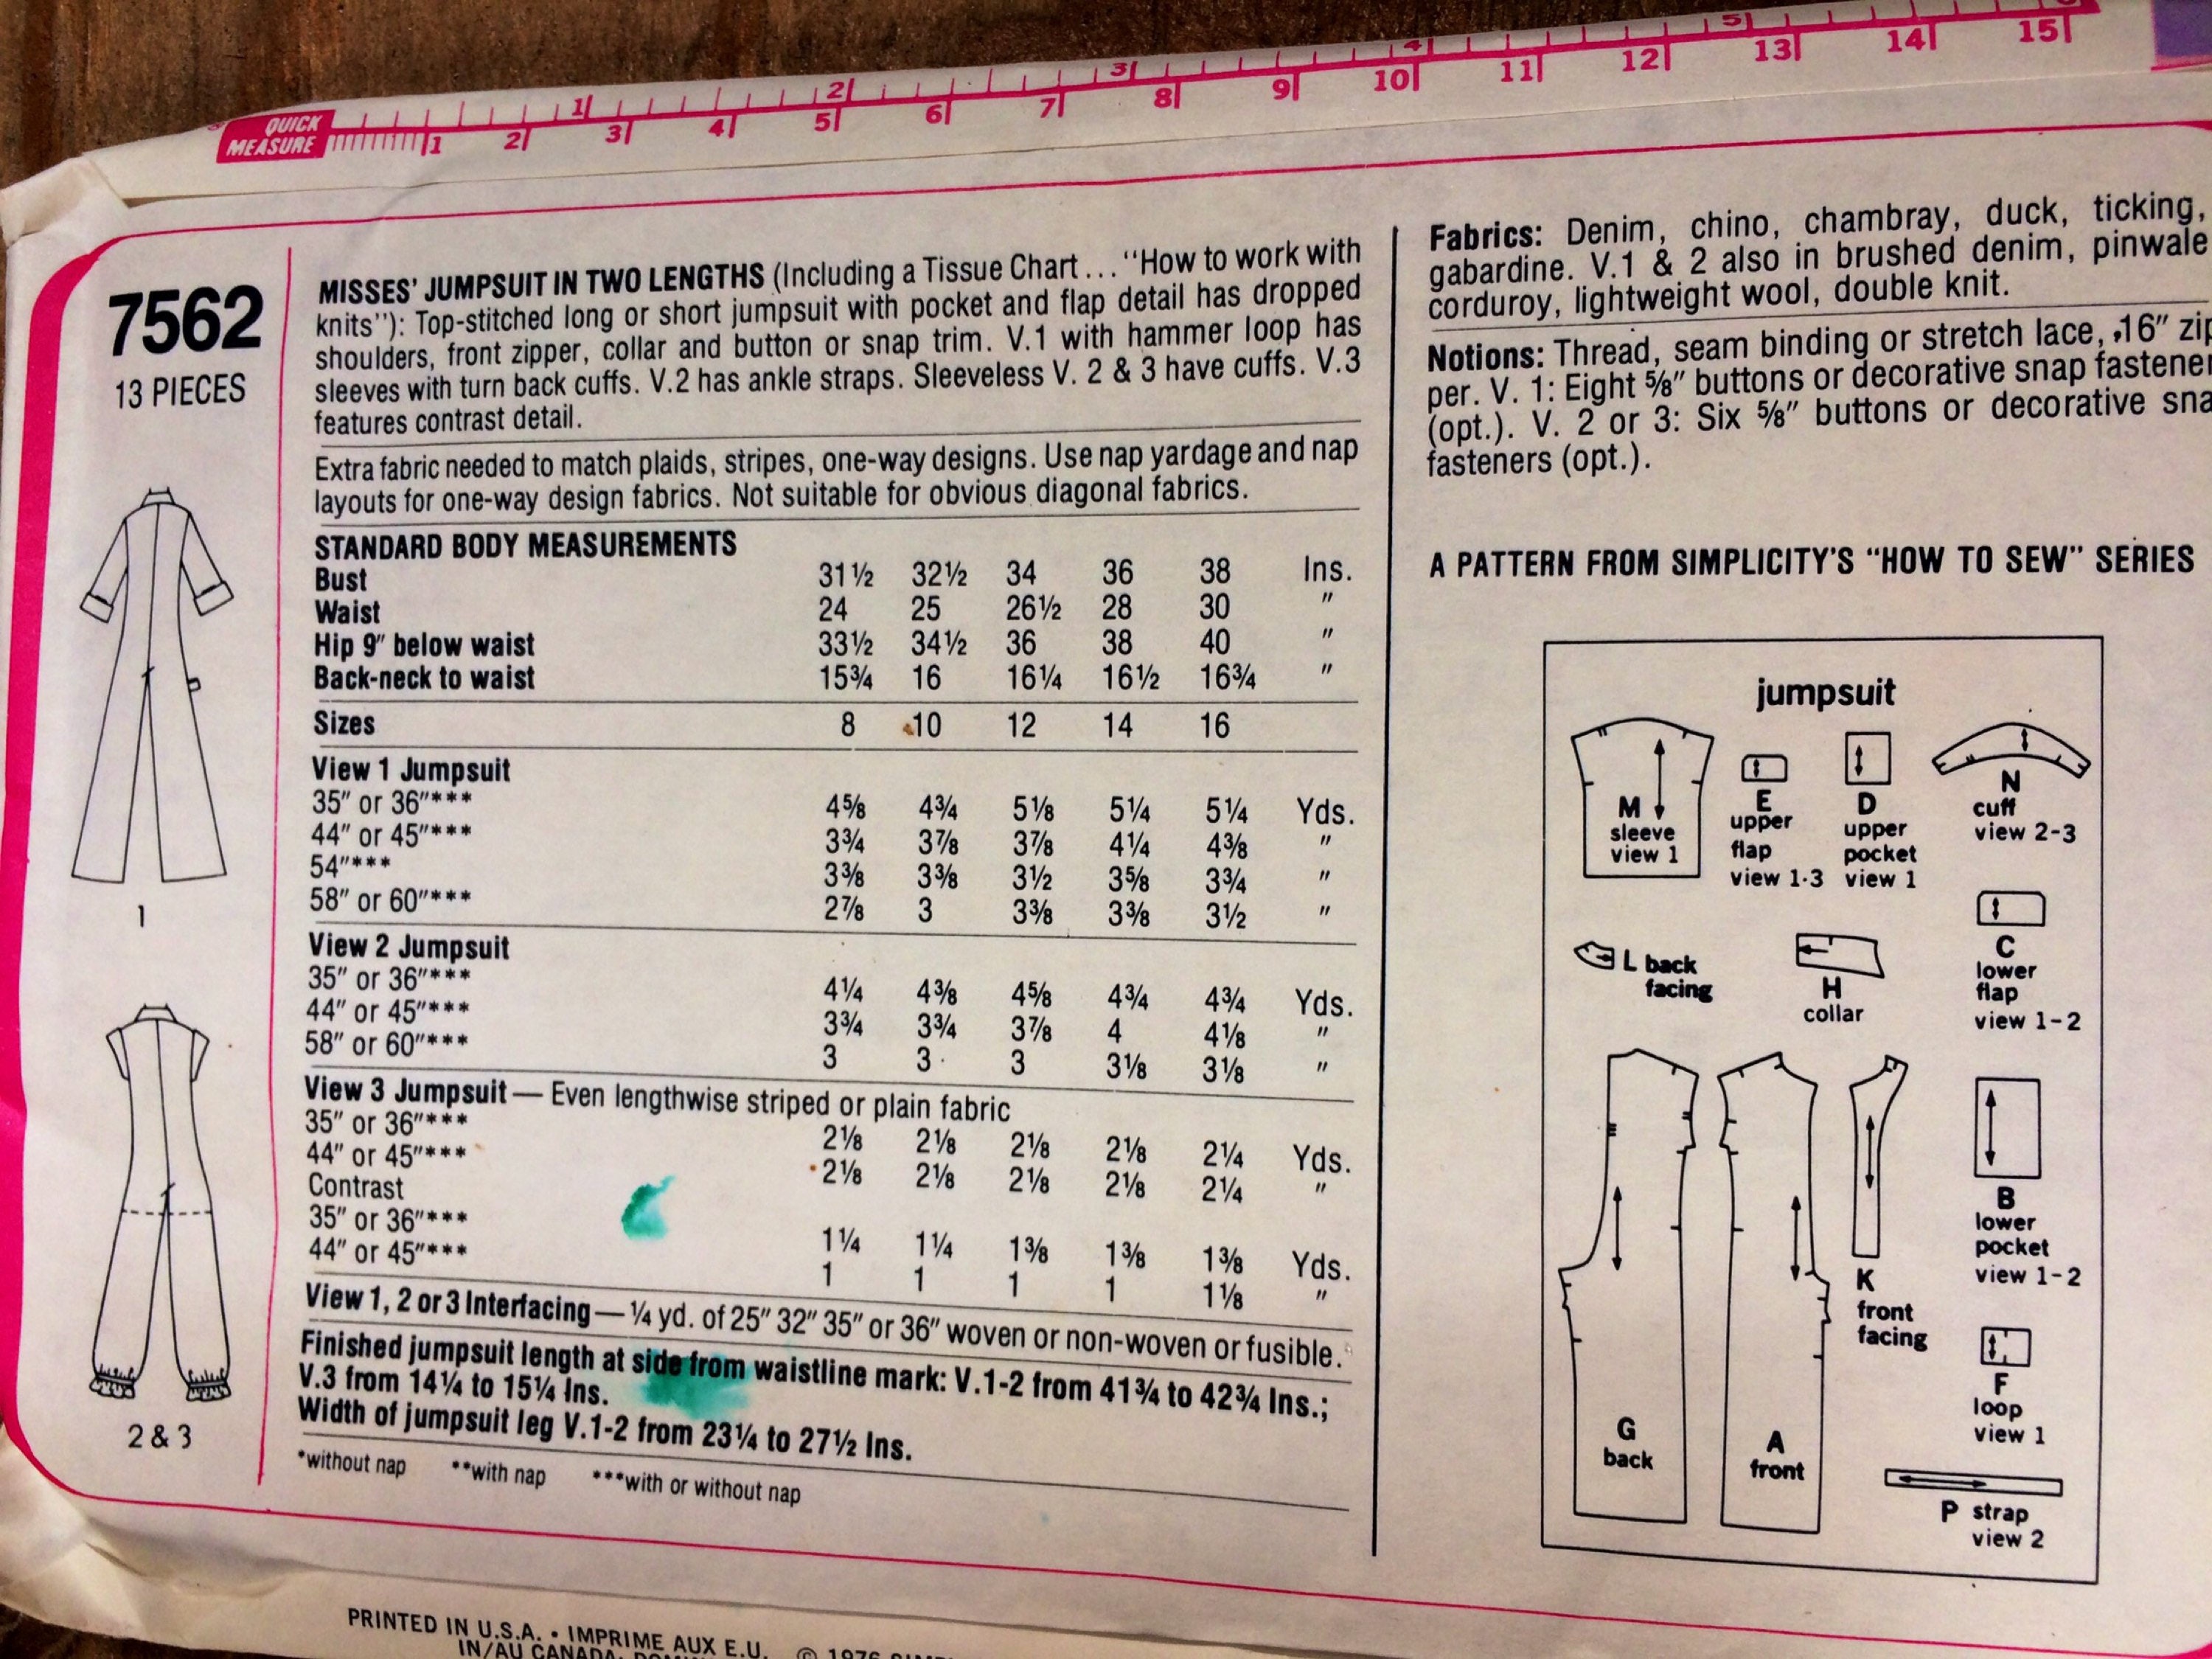 QUICK
MEASURE
1 2 3 4 5
1 2 3 4 5 6 7 8 9 10 11 12 13 14 15
7562
13 PIECES
MISSES' JUMPSUIT IN TWO LENGTHS (Including a Tissue Chart... "How to work with
knits"): Top-stitched long or short jumpsuit with pocket and flap detail has dropped
shoulders, front zipper, collar and button or snap trim. V.1 with hammer loop has
sleeves with turn back cuffs. V.2 has ankle straps. Sleeveless V. 2 & 3 have cuffs. V.3
features contrast detail.
Extra fabric needed to match plaids, stripes, one-way designs. Use nap yardage and nap
layouts for one-way design fabrics. Not suitable for obvious diagonal fabrics.
STANDARD BODY MEASUREMENTS
Bust 31½ 32½ 34 36 38 Ins.
Waist 24 25 26½ 28 30 "
Hip 9" below waist 33½ 34½ 36 38 40 "
Back-neck to waist 15¾ 16 16¼ 16½ 16¾ "
Sizes 8 10 12 14 16
View 1 Jumpsuit
35" or 36"*** 4⅝ 4¾ 5⅛ 5¼ 5¼ Yds.
44" or 45"*** 3¾ 3⅞ 3⅞ 4¼ 4⅜ "
54"*** 3⅜ 3⅜ 3½ 3⅝ 3¾ "
58" or 60"*** 2⅞ 3 3⅜ 3⅜ 3½ "
View 2 Jumpsuit
35" or 36"*** 4¼ 4⅜ 4⅝ 4¾ 4¾ Yds.
44" or 45"*** 3¾ 3¾ 3⅞ 4 4⅛ "
58" or 60"*** 3 3 3 3⅛ 3⅛ "
View 3 Jumpsuit — Even lengthwise striped or plain fabric
35" or 36"*** 2⅛ 2⅛ 2⅛ 2⅛ 2¼ Yds.
44" or 45"*** 2⅛ 2⅛ 2⅛ 2⅛ 2¼ "
Contrast
35" or 36"*** 1¼ 1¼ 1⅜ 1⅜ 1⅜ Yds.
44" or 45"*** 1 1 1 1 1⅛ "
View 1, 2 or 3 Interfacing — ¼ yd. of 25" 32" 35" or 36" woven or non-woven or fusible.
Finished jumpsuit length at side from waistline mark: V.1-2 from 41¾ to 42¾ Ins.;
V.3 from 14¼ to 15¼ Ins.
Width of jumpsuit leg V.1-2 from 23¼ to 27½ Ins.
*without nap **with nap ***with or without nap
1
2 & 3
Fabrics: Denim, chino, chambray, duck, ticking,
gabardine. V.1 & 2 also in brushed denim, pinwale
corduroy, lightweight wool, double knit.
Notions: Thread, seam binding or stretch lace, 16" zip
per. V. 1: Eight ⅝" buttons or decorative snap fastener
(opt.). V. 2 or 3: Six ⅝" buttons or decorative sna
fasteners (opt.).
A PATTERN FROM SIMPLICITY'S "HOW TO SEW" SERIES
jumpsuit
M
sleeve
view 1
E
upper
flap
view 1-3
D
upper
pocket
view 1
N
cuff
view 2-3
L back
facing
H
collar
C
lower
flap
view 1-2
G
back
A
front
K
front
facing
B
lower
pocket
view 1-2
F
loop
view 1
P strap
view 2
PRINTED IN U.S.A. • IMPRIME AUX E.U.
IN/AU CANADA,
© 1976